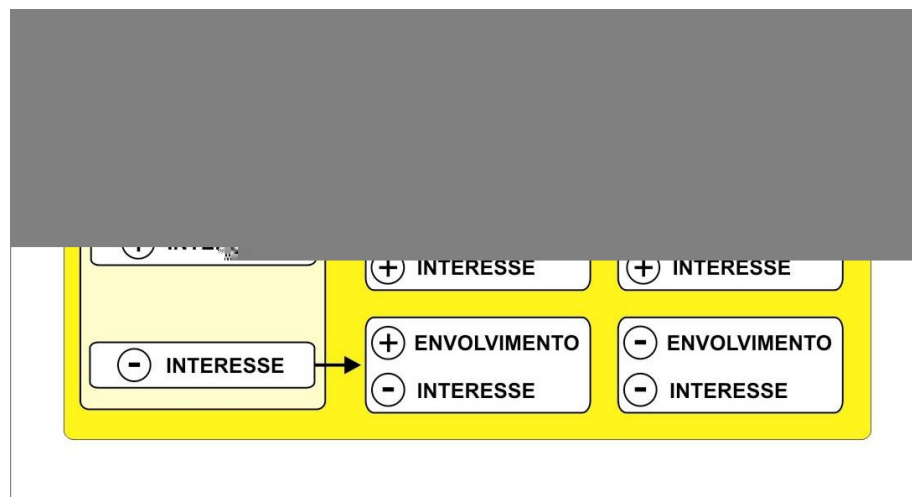 + INTERESSE
+ INTERESSE
+ ENVOLVIMENTO
- ENVOLVIMENTO
- INTERESSE
- INTERESSE
- INTERESSE